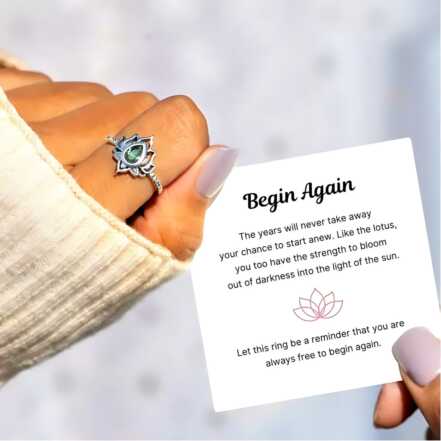 Begin Again
The years will never take away
your chance to start anew. Like the lotus,
you too have the strength to bloom
out of darkness into the light of the sun.
Let this ring be a reminder that you are
always free to begin again.